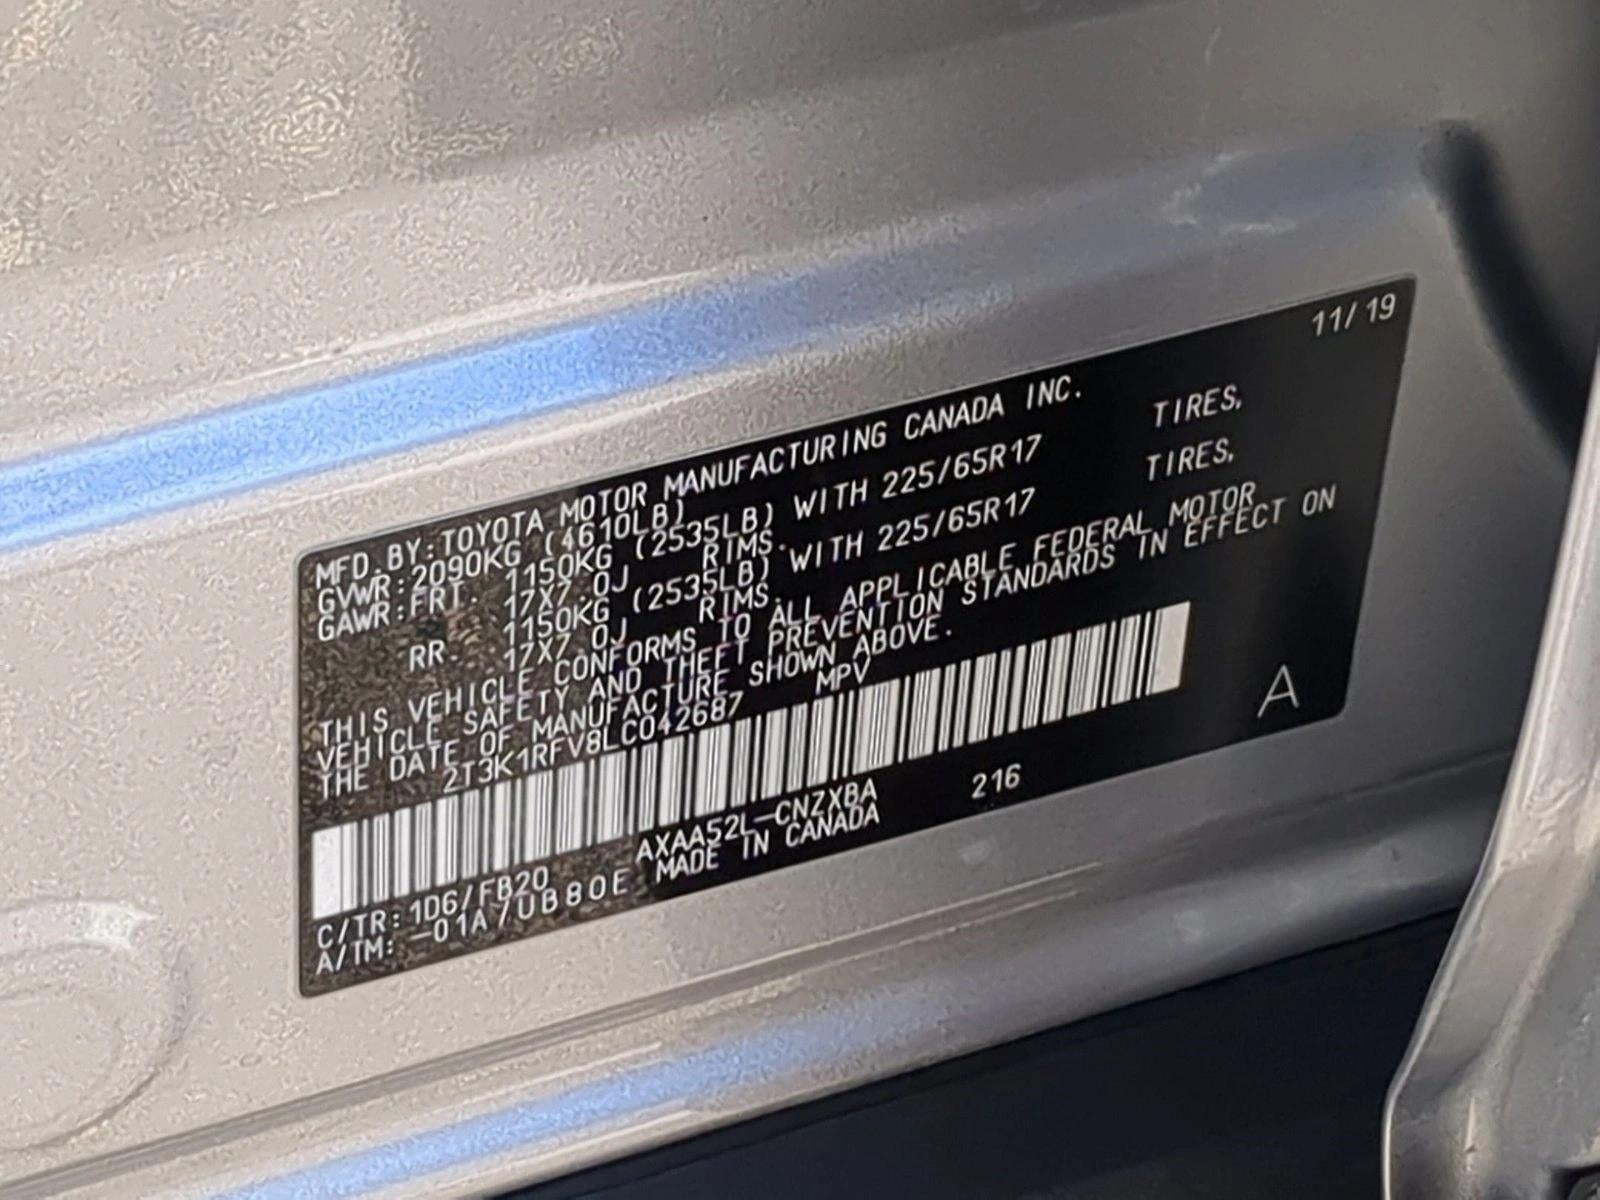 11/19
MFD.BY:TOYOTA MOTOR MANUFACTURING CANADA INC.
GVWR:2090KG (4610LB)
GAWR:FRT. 1150KG (2535LB) WITH 225/65R17 TIRES,
17X7.0J RIMS.
RR. 1150KG (2535LB) WITH 225/65R17 TIRES,
17X7.0J RIMS.
THIS VEHICLE CONFORMS TO ALL APPLICABLE FEDERAL MOTOR
VEHICLE SAFETY AND THEFT PREVENTION STANDARDS IN EFFECT ON
THE DATE OF MANUFACTURE SHOWN ABOVE.
2T3K1RFV8LC042687 MPV
A
C/TR:1D6/FB20 AXAA52L-CNZXBA 216
A/TM: -01A/UB80E MADE IN CANADA